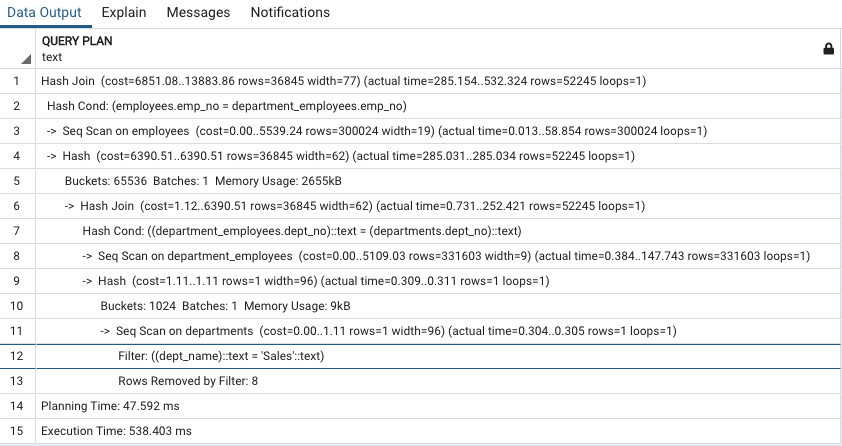 Data Output Explain Messages Notifications
QUERY PLAN
text
1 Hash Join (cost=6851.08..13883.86 rows=36845 width=77) (actual time=285.154..532.324 rows=52245 loops=1)
2 Hash Cond: (employees.emp_no = department_employees.emp_no)
3 -> Seq Scan on employees (cost=0.00..5539.24 rows=300024 width=19) (actual time=0.013..58.854 rows=300024 loops=1)
4 -> Hash (cost=6390.51..6390.51 rows=36845 width=62) (actual time=285.031..285.034 rows=52245 loops=1)
5 Buckets: 65536 Batches: 1 Memory Usage: 2655kB
6 -> Hash Join (cost=1.12..6390.51 rows=36845 width=62) (actual time=0.731..252.421 rows=52245 loops=1)
7 Hash Cond: ((department_employees.dept_no)::text = (departments.dept_no)::text)
8 -> Seq Scan on department_employees (cost=0.00..5109.03 rows=331603 width=9) (actual time=0.384..147.743 rows=331603 loops=1)
9 -> Hash (cost=1.11..1.11 rows=1 width=96) (actual time=0.309..0.311 rows=1 loops=1)
10 Buckets: 1024 Batches: 1 Memory Usage: 9kB
11 -> Seq Scan on departments (cost=0.00..1.11 rows=1 width=96) (actual time=0.304..0.305 rows=1 loops=1)
12 Filter: ((dept_name)::text = 'Sales'::text)
13 Rows Removed by Filter: 8
14 Planning Time: 47.592 ms
15 Execution Time: 538.403 ms